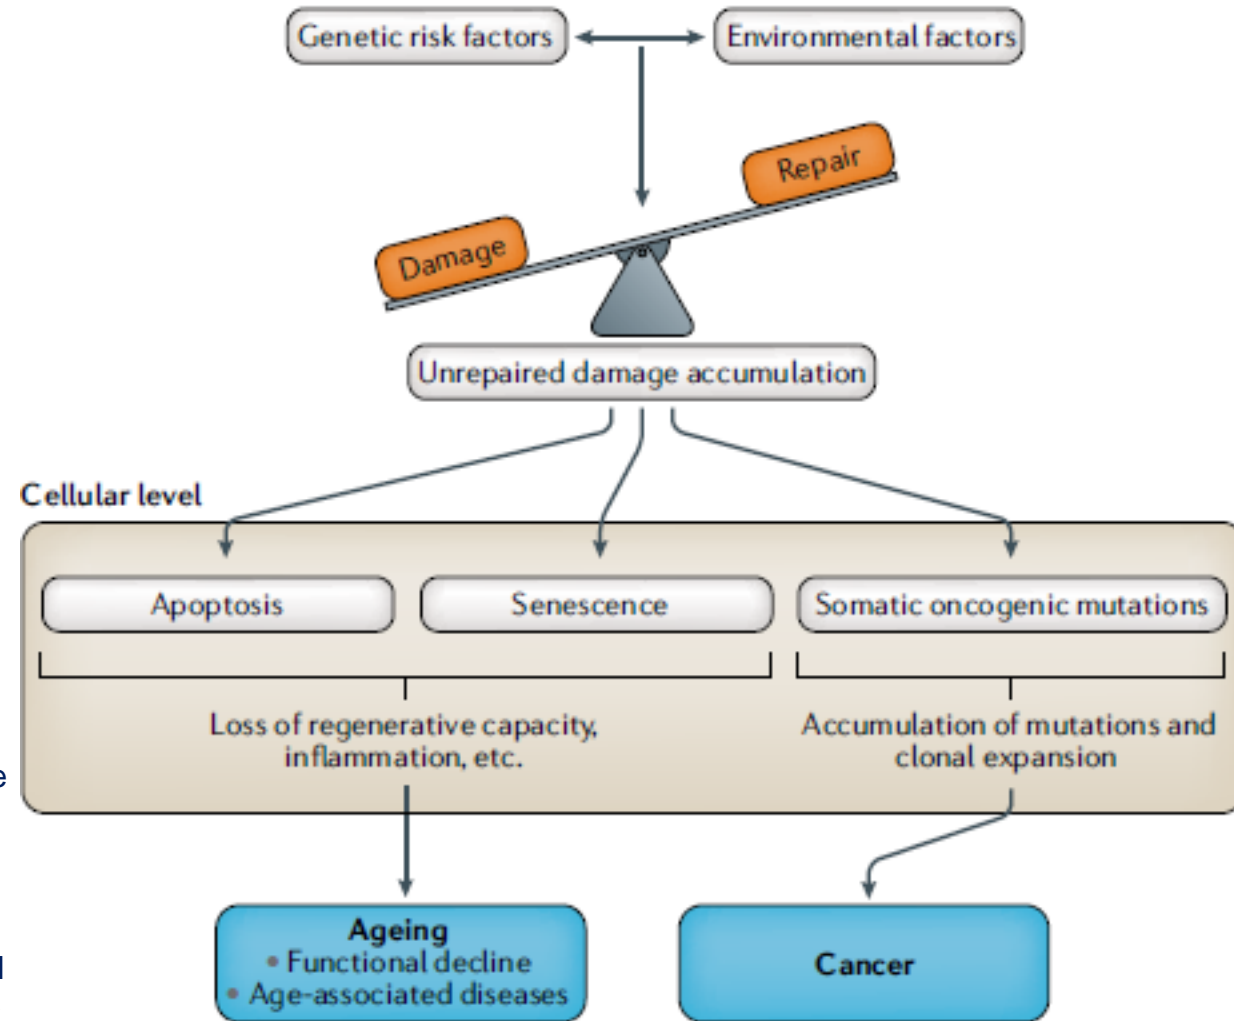 Genetic risk factors
Environmental factors
Repair
Damage
Unrepaired damage accumulation
Cellular level
Apoptosis
Senescence
Somatic oncogenic mutations
Loss of regenerative capacity,
inflammation, etc.
Accumulation of mutations and
clonal expansion
e
Ageing
• Functional decline
• Age-associated diseases
Cancer